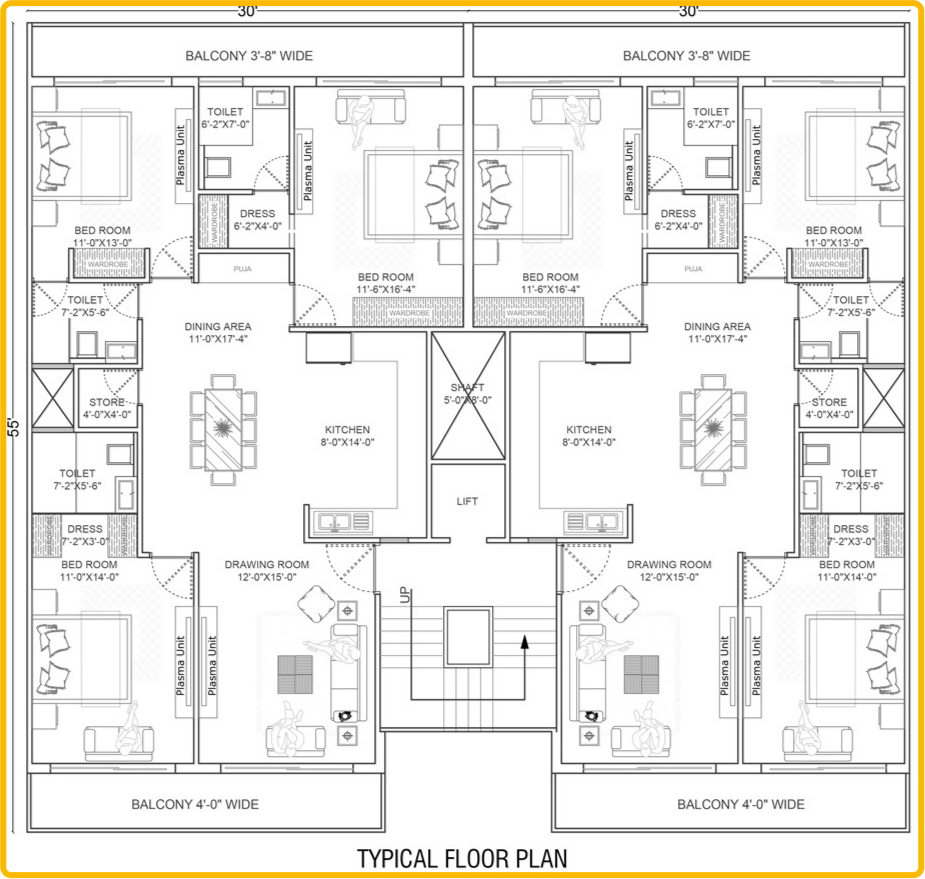 30'
30'
BALCONY 3'-8" WIDE
BALCONY 3'-8" WIDE
TOILET
6'-2"X7'-0"
Plasma Unit
Plasma Unit
Plasma Unit
TOILET
6'-2"X7'-0"
Plasma Unit
WARDROBE
DRESS
6'-2"X4'-0"
DRESS
6'-2"X4'-0"
WARDROBE
BED ROOM
11'-0"X13'-0"
WARDROBE
PUJA
BED ROOM
11'-6"X16'-4"
WARDROBE
BED ROOM
11'-6"X16'-4"
WARDROBE
PUJA
BED ROOM
11'-0"X13'-0"
WARDROBE
TOILET
7'-2"X5'-6"
DINING AREA
11'-0"X17'-4"
DINING AREA
11'-0"X17'-4"
TOILET
7'-2"X5'-6"
STORE
4'-0"X4'-0"
SHAFT
5'-0"X8'-0"
STORE
4'-0"X4'-0"
55'
KITCHEN
8'-0"X14'-0"
KITCHEN
8'-0"X14'-0"
TOILET
7'-2"X5'-6"
LIFT
TOILET
7'-2"X5'-6"
WARDROBE
DRESS
7'-2"X3'-0"
WARDROBE
WARDROBE
DRESS
7'-2"X3'-0"
WARDROBE
BED ROOM
11'-0"X14'-0"
DRAWING ROOM
12'-0"X15'-0"
UP
DRAWING ROOM
12'-0"X15'-0"
BED ROOM
11'-0"X14'-0"
Plasma Unit
Plasma Unit
Plasma Unit
Plasma Unit
BALCONY 4'-0" WIDE
BALCONY 4'-0" WIDE
TYPICAL FLOOR PLAN